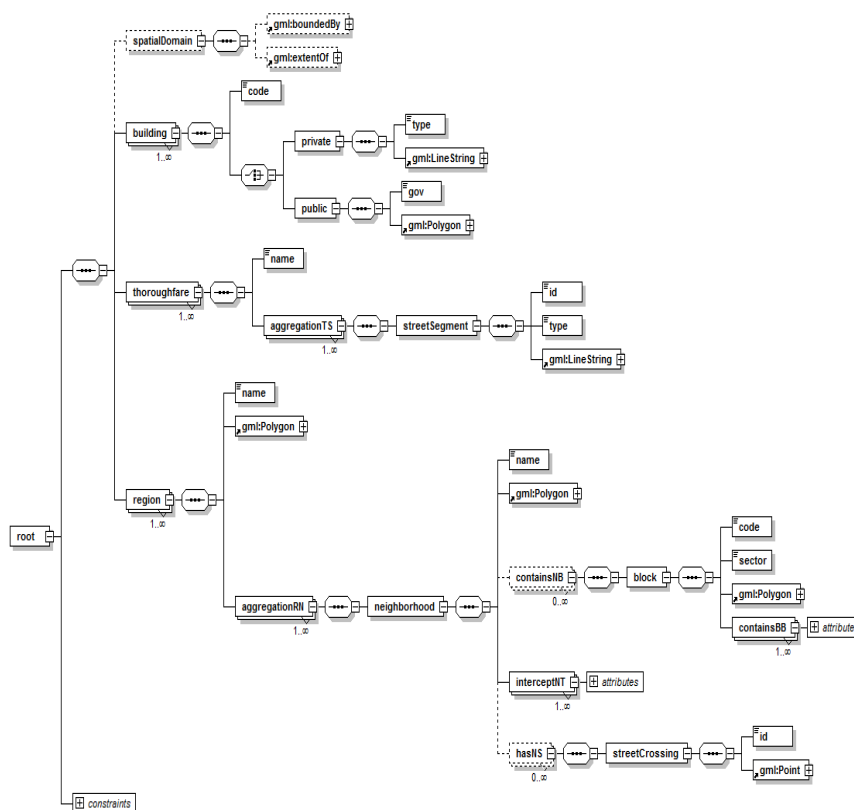 gml:boundedBy
spatialDomain
gml:extentOf
code
building
1..∞
private
type
gml:LineString
public
gov
gml:Polygon
name
thoroughfare
1..∞
aggregationTS
1..∞
streetSegment
id
type
gml:LineString
name
gml:Polygon
region
1..∞
aggregationRN
1..∞
neighborhood
name
gml:Polygon
containsNB
0..∞
block
code
sector
gml:Polygon
containsBB
1..∞
attribute
interceptNT
1..∞
attributes
hasNS
0..∞
streetCrossing
id
gml:Point
root
constraints